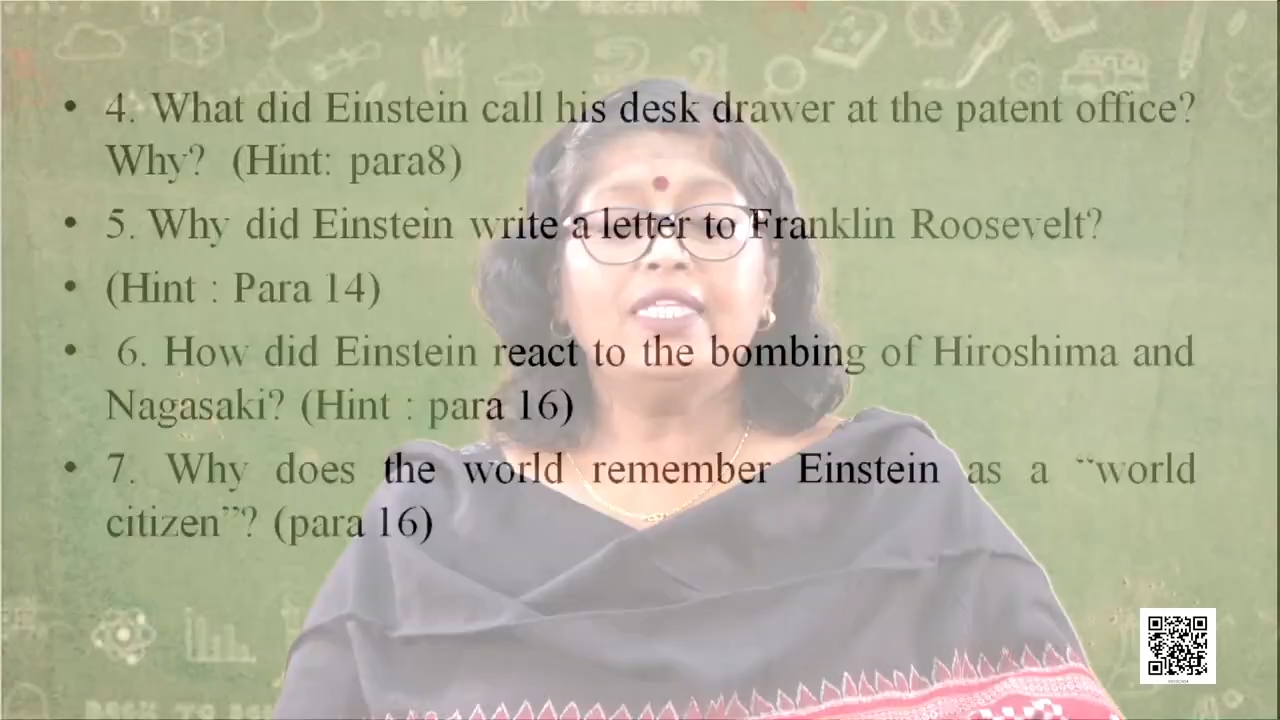 • 4. What did Einstein call his desk drawer at the patent office?
Why? (Hint: para8)
• 5. Why did Einstein write a letter to Franklin Roosevelt?
• (Hint : Para 14)
• 6. How did Einstein react to the bombing of Hiroshima and
Nagasaki? (Hint : para 16)
• 7. Why does the world remember Einstein as a “world
citizen”? (para 16)